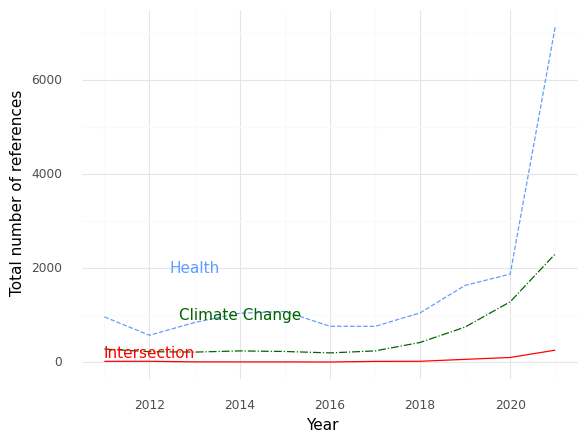 Total number of references
6000
4000
2000
0
Health
Climate Change
Intersection
2012 2014 2016 2018 2020
Year